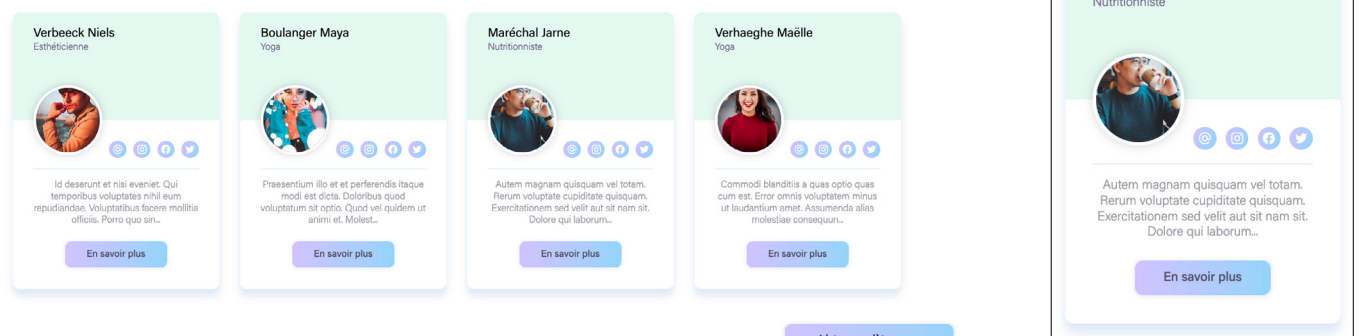 Verbeeck Niels
Esthéticienne
Id deserunt et nisi eveniet. Qui
temporibus voluptates nihil eum
repudiandae. Voluptatibus facere mollitia
officiis. Porro quo sin...
En savoir plus
Boulanger Maya
Yoga
Praesentium illo et et perferendis itaque
modi est dicta. Doloribus quod
voluptatum sit optio. Quod vel quidem ut
animi et. Molest...
En savoir plus
Maréchal Jarne
Nutritionniste
Autem magnam quisquam vel totam.
Rerum voluptate cupiditate quisquam.
Exercitationem sed velit aut sit nam sit.
Dolore qui laborum...
En savoir plus
Verhaeghe Maëlle
Yoga
Commodi blanditiis a quas optio quas
cum est. Error omnis voluptatem minus
ut laudantium amet. Assumenda alias
molestiae consequun...
En savoir plus
Nutritionniste
Autem magnam quisquam vel totam.
Rerum voluptate cupiditate quisquam.
Exercitationem sed velit aut sit nam sit.
Dolore qui laborum...
En savoir plus